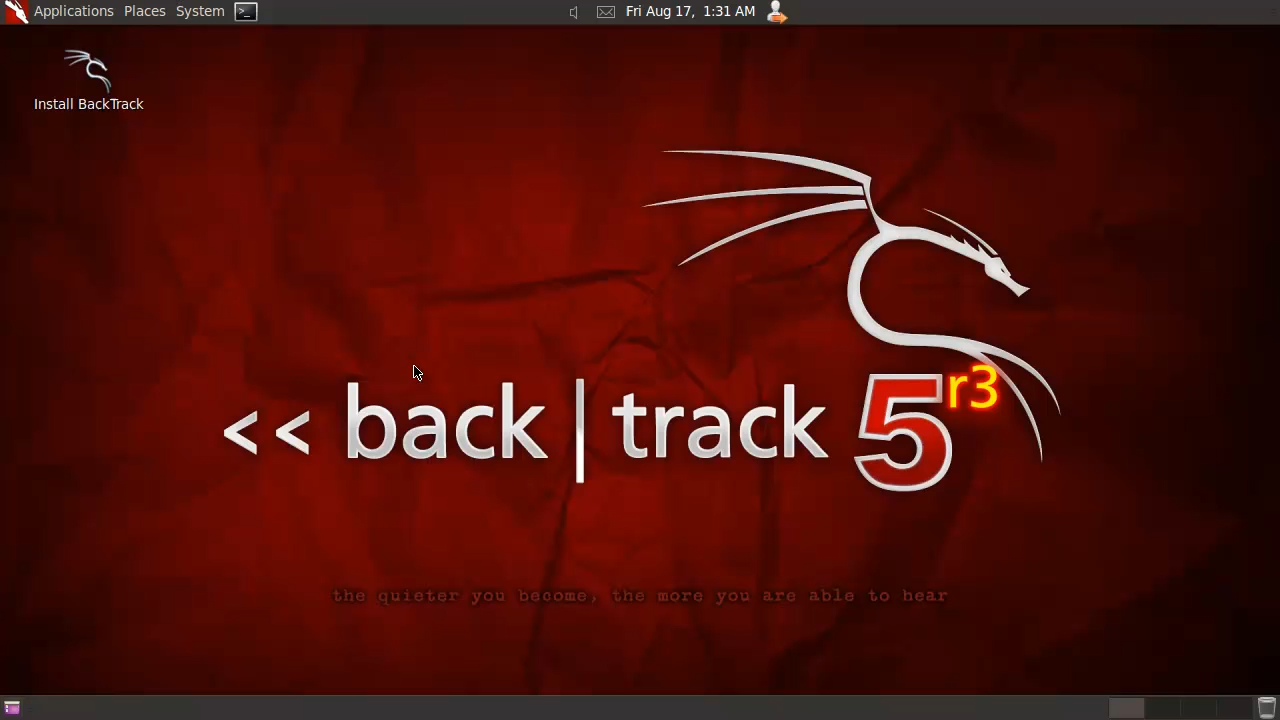 Applications Places System Fri Aug 17, 1:31 AM
Install BackTrack
<< back | track 5 r3
the quieter you become, the more you are able to hear